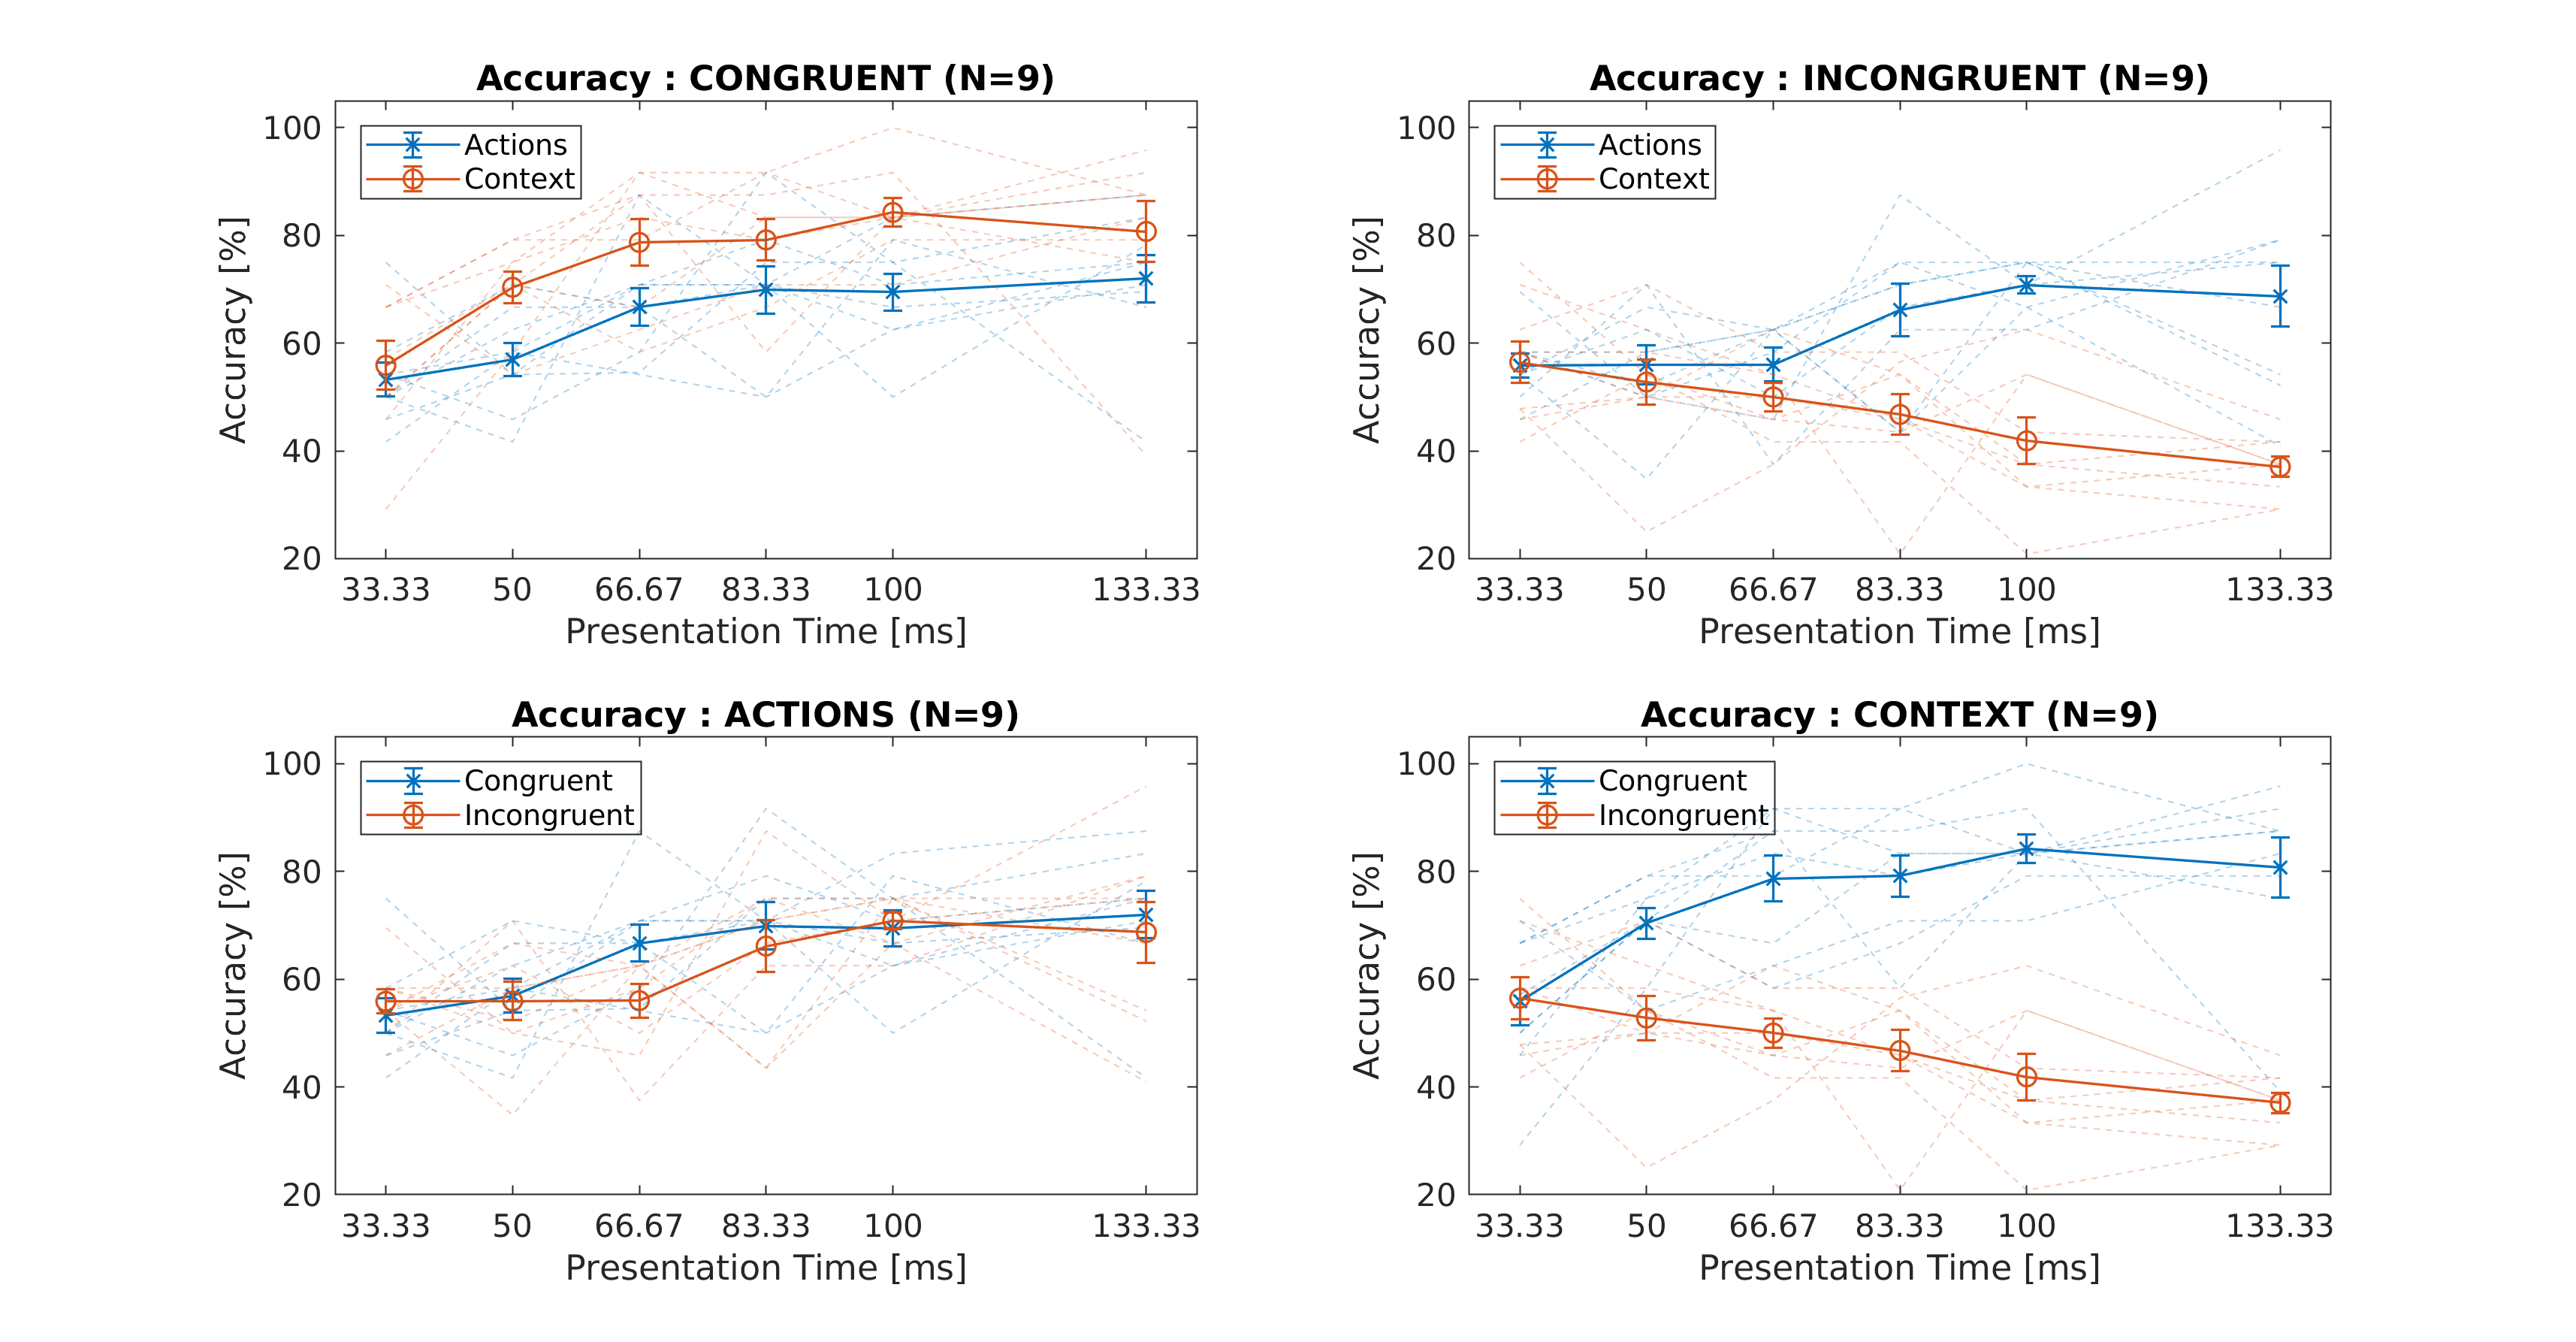 Accuracy : CONGRUENT (N=9)
100
80
60
40
20
Accuracy [%]
Actions
Context
33.33 50 66.67 83.33 100 133.33
Presentation Time [ms]
Accuracy : INCONGRUENT (N=9)
100
80
60
40
20
Accuracy [%]
Actions
Context
33.33 50 66.67 83.33 100 133.33
Presentation Time [ms]
Accuracy : ACTIONS (N=9)
100
80
60
40
20
Accuracy [%]
Congruent
Incongruent
33.33 50 66.67 83.33 100 133.33
Presentation Time [ms]
Accuracy : CONTEXT (N=9)
100
80
60
40
20
Accuracy [%]
Congruent
Incongruent
33.33 50 66.67 83.33 100 133.33
Presentation Time [ms]